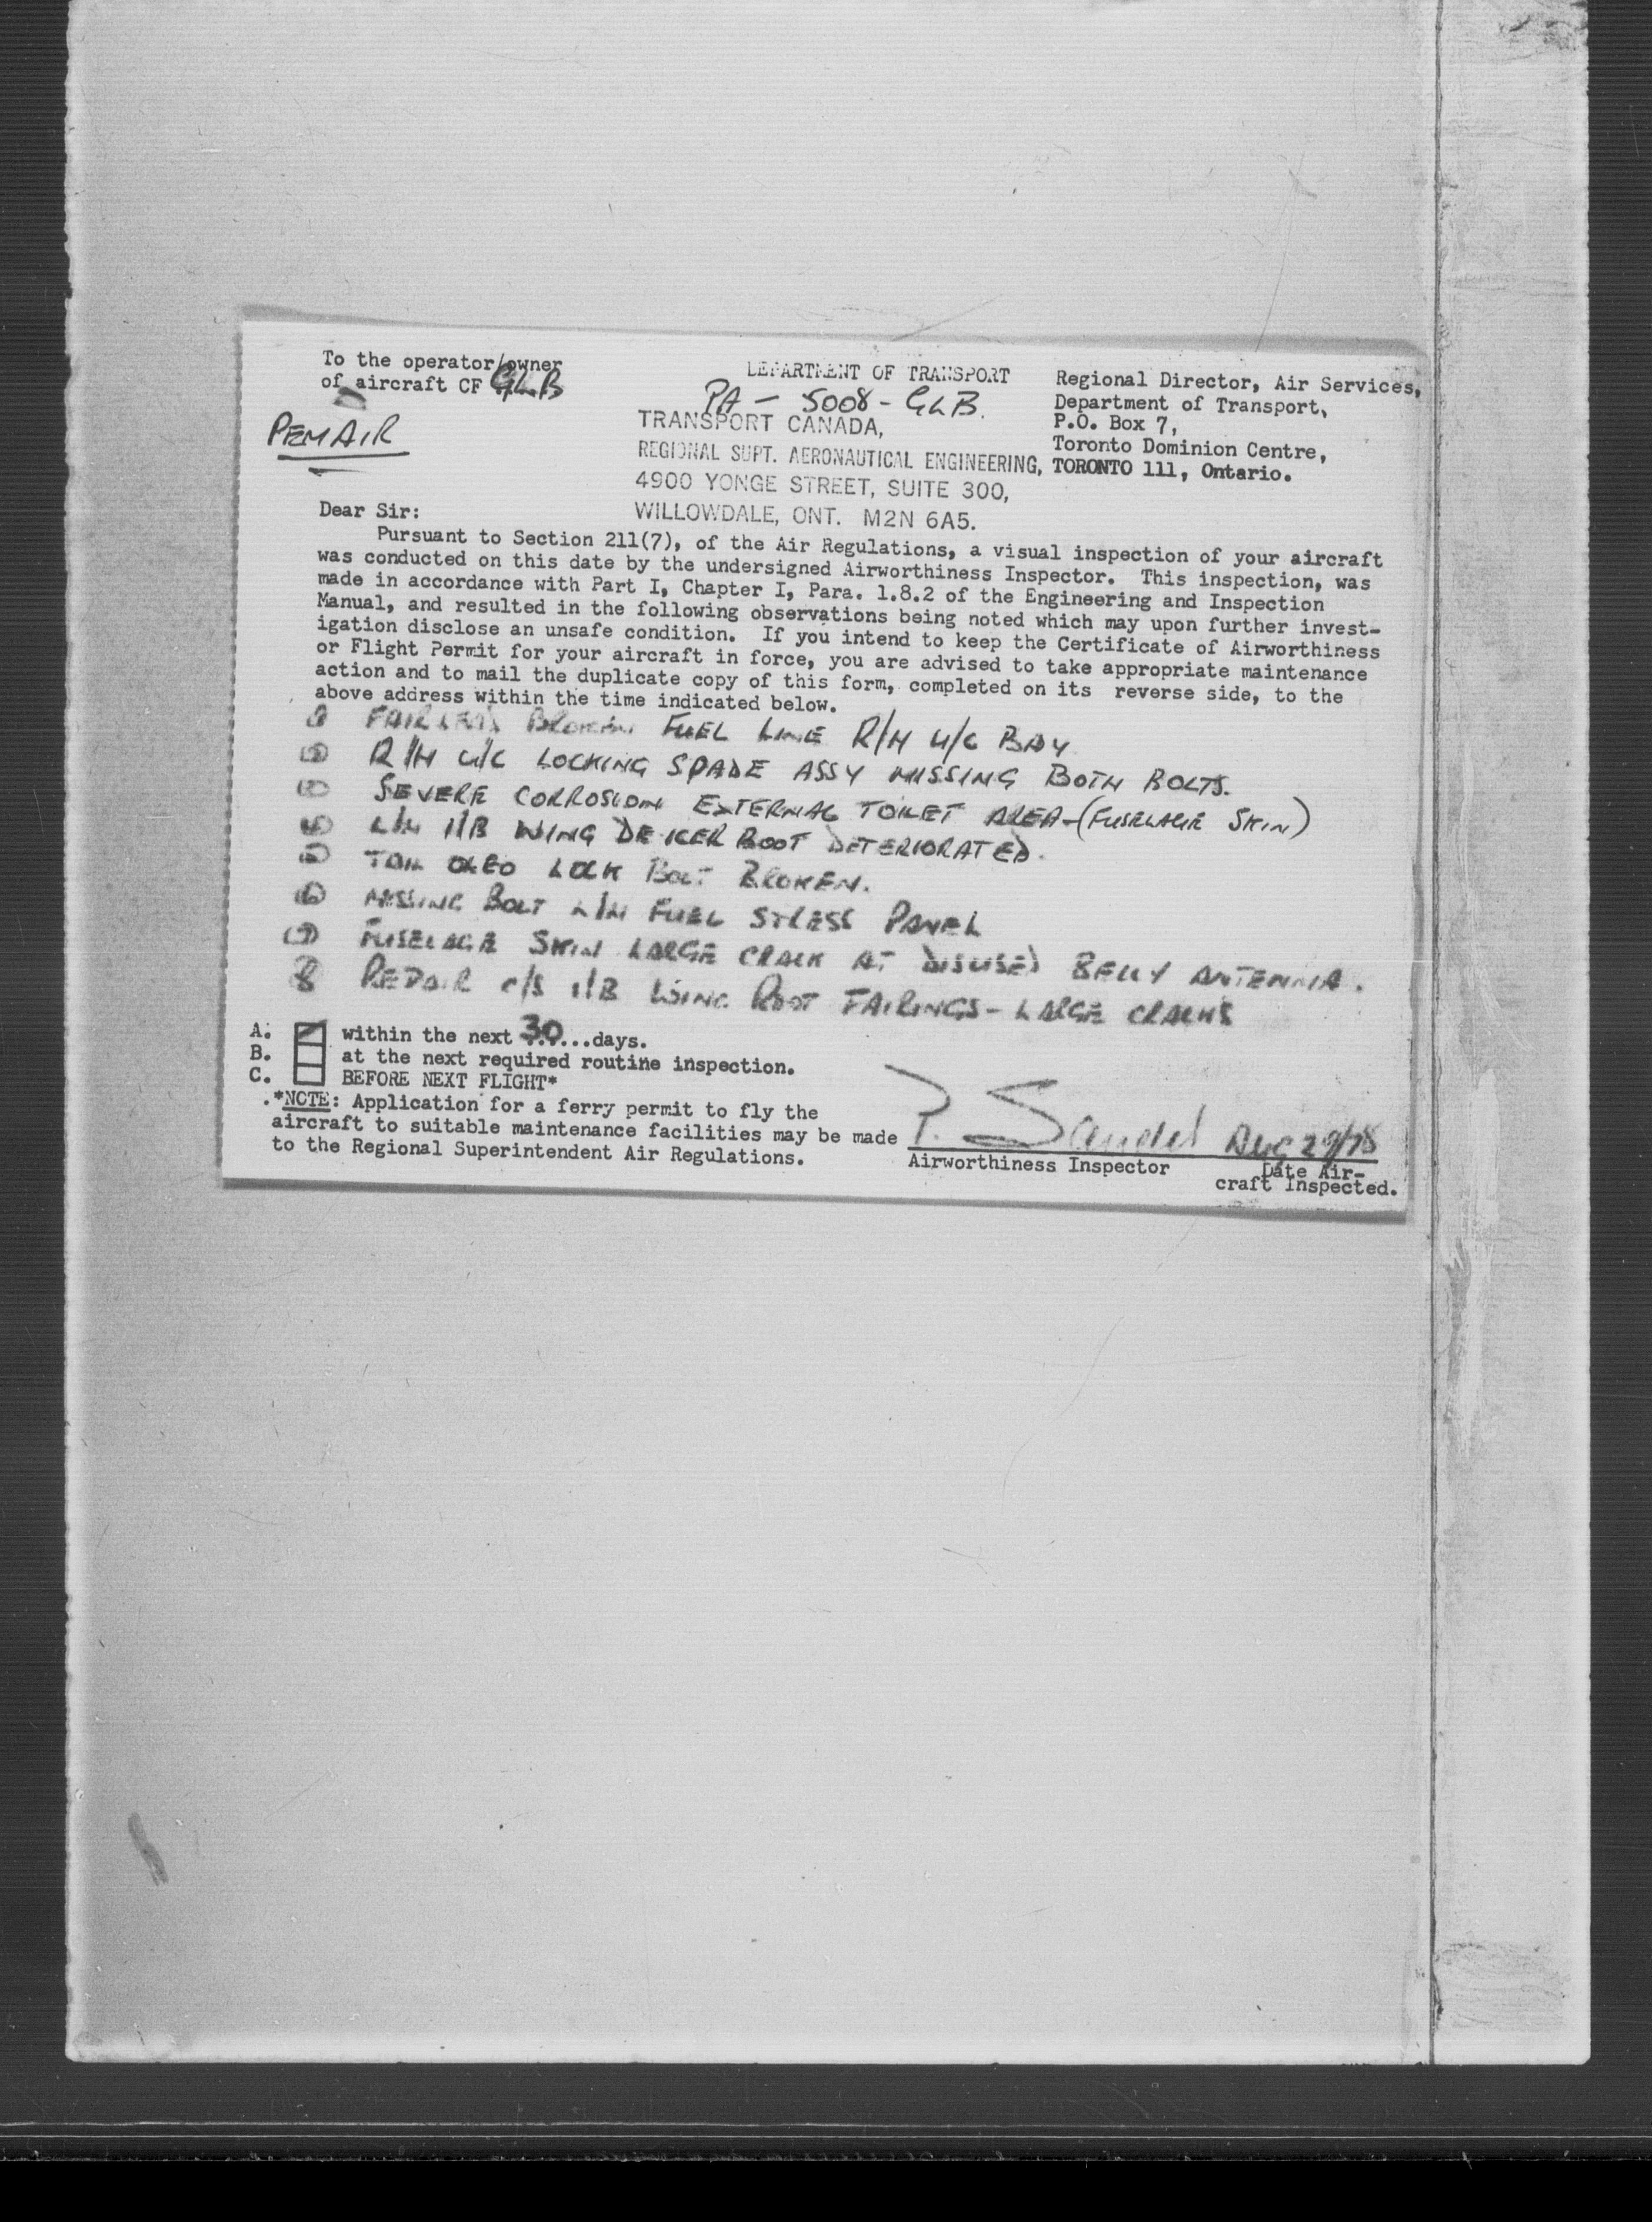 To the operator/owner
of aircraft CF GLB
PEMAIR
DEPARTMENT OF TRANSPORT
PA - 5008 - GLB.
TRANSPORT CANADA,
REGIONAL SUPT. AERONAUTICAL ENGINEERING,
4900 YONGE STREET, SUITE 300,
WILLOWDALE, ONT. M2N 6A5.
Regional Director, Air Services,
Department of Transport,
P.O. Box 7,
Toronto Dominion Centre,
TORONTO 111, Ontario.
Dear Sir:
Pursuant to Section 211(7), of the Air Regulations, a visual inspection of your aircraft
was conducted on this date by the undersigned Airworthiness Inspector. This inspection, was
made in accordance with Part I, Chapter I, Para. 1.8.2 of the Engineering and Inspection
Manual, and resulted in the following observations being noted which may upon further invest-
igation disclose an unsafe condition. If you intend to keep the Certificate of Airworthiness
or Flight Permit for your aircraft in force, you are advised to take appropriate maintenance
action and to mail the duplicate copy of this form, completed on its reverse side, to the
above address within the time indicated below.
1 BROKEN FUEL LINE R/H U/C BAY
2 R/H U/C LOCKING SPADE ASSY MISSING BOTH BOLTS.
3 SEVERE CORROSION EXTERNAL TOILET AREA-(FUSELAGE SKIN)
4 L/H I/B WING DE ICER BOOT DETERIORATED.
5 TAIL OLEO LOCK BOLT BROKEN.
6 MISSING BOLT L/H FUEL STRESS PANEL
7 FUSELAGE SKIN LARGE CRACK AT DISUSED BELLY ANTENNA.
8 REPAIR I/B WING ROOT FAIRINGS - LARGE CRACKS
A. within the next 30...days.
B. at the next required routine inspection.
C. BEFORE NEXT FLIGHT*
.*NOTE: Application for a ferry permit to fly the
aircraft to suitable maintenance facilities may be made
to the Regional Superintendent Air Regulations.
Aug 29/78
Airworthiness Inspector
Date Air-
craft Inspected.